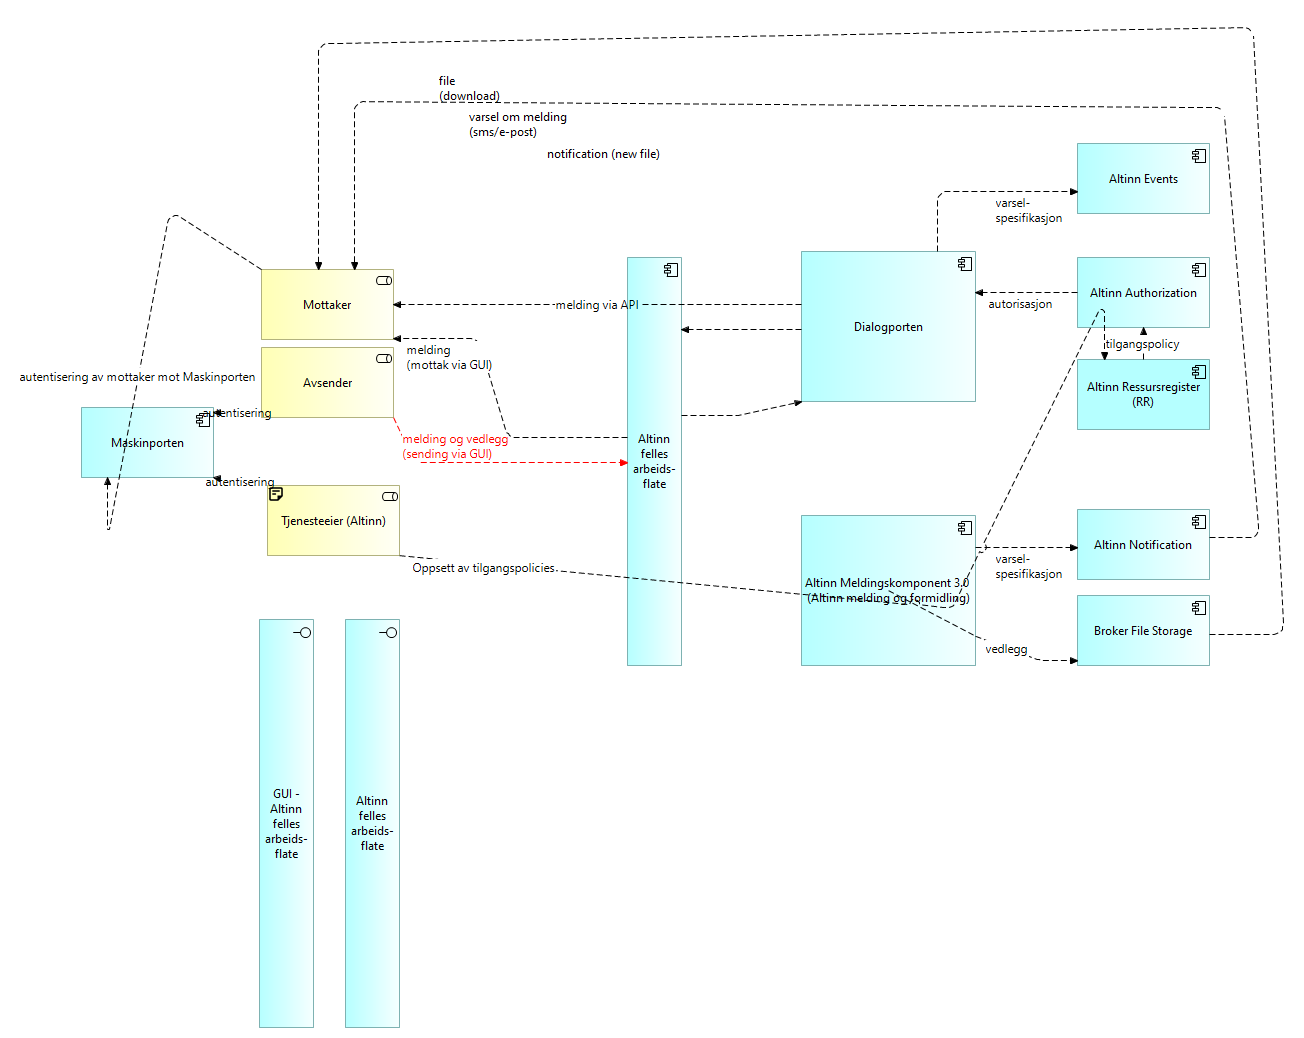 file
(download)
varsel om melding
(sms/e-post)
notification (new file)
Altinn Events
varsel-
spesifikasjon
Mottaker
melding via API
Dialogporten
autorisasjon
Altinn Authorization
tilgangspolicy
melding
(mottak via GUI)
autentisering av mottaker mot Maskinporten
Avsender
Altinn Ressursregister
(RR)
autentisering
Maskinporten
melding og vedlegg
(sending via GUI)
Altinn
felles
arbeids-
flate
autentisering
Tjenesteeier (Altinn)
Oppsett av tilgangspolicies
Altinn Meldingskomponent 3.0
(Altinn melding og formidling)
varsel-
spesifikasjon
Altinn Notification
vedlegg
Broker File Storage
GUI -
Altinn
felles
arbeids-
flate
Altinn
felles
arbeids-
flate